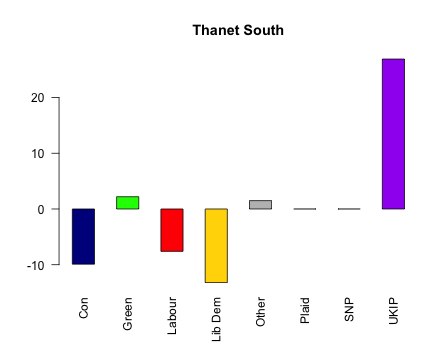 Thanet South
20
10
0
-10
Con
Green
Labour
Lib Dem
Other
Plaid
SNP
UKIP